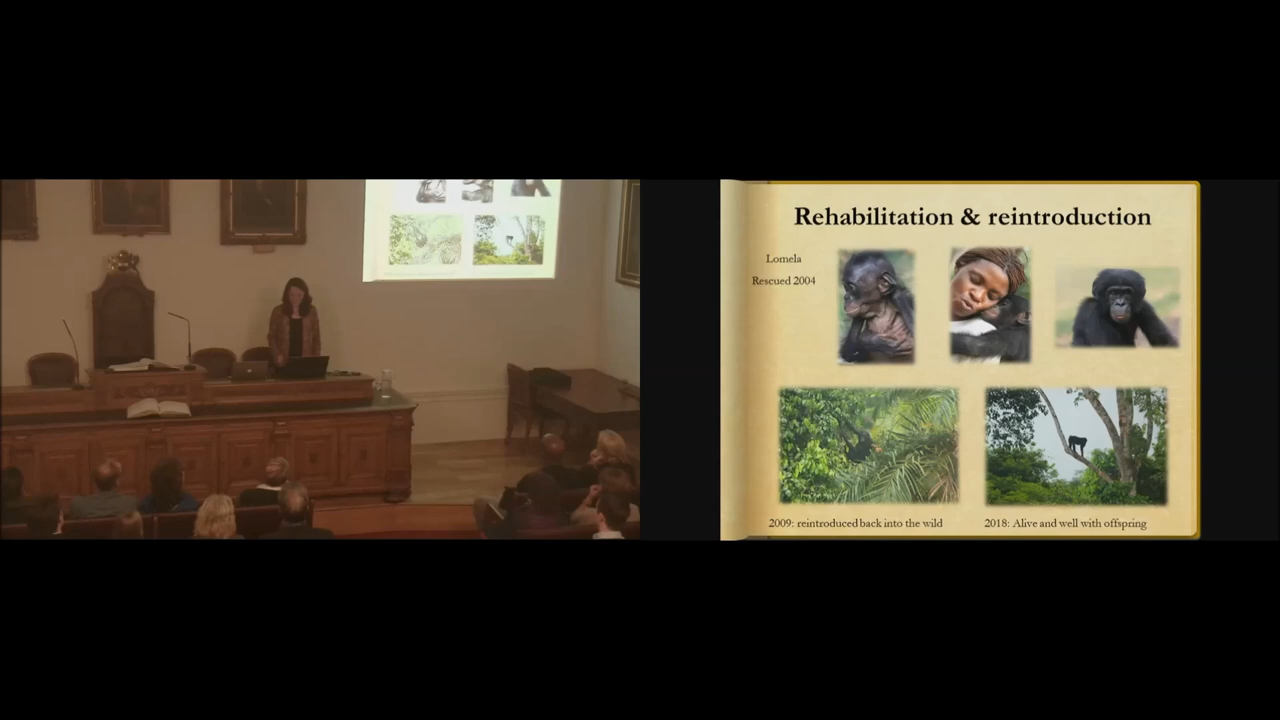 Rehabilitation & reintroduction
Lomela
Rescued 2004
2009: reintroduced back into the wild
2018: Alive and well with offspring